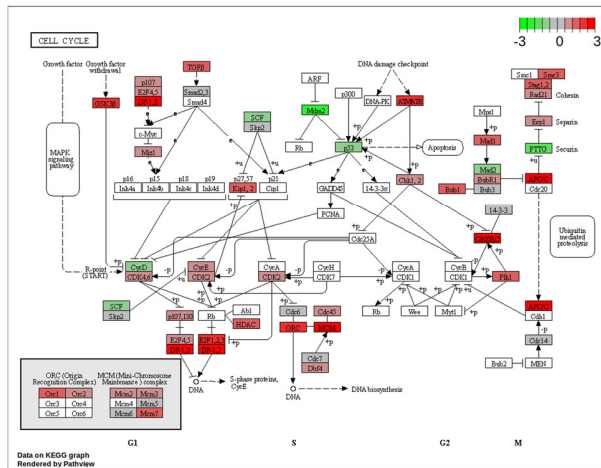 CELL CYCLE
-3 0 3
Growth factor
Growth factor
withdrawal
TGFβ
ARF
DNA damage checkpoint
Smc1 Smc3
Stag1,2
Rad21 Cohesin
GSK3β
p107
E2F4,5
DP-1,2
Smad2,3
Smad4
Mdm2
p300
DNA-PK
ATM/ATR
Mps1
Esp1 Separin
c-Myc
SCF
Skp2
Rb
Mad1
PTTG Securin
Miz1
p53
Apoptosis
MAPK
signaling
pathway
Mad2
BubR1
Bub3
Bub1
APC/C
Cdc20
p16 p15 p18 p19 p27,57 p21
Ink4a Ink4b Ink4c Ink4d Kip1,2 Cip1
GADD45
14-3-3σ
Chk1,2
14-3-3
PCNA
Cdc25A
Ubiquitin
mediated
proteolysis
R-point
(START)
CycD
CDK4,6
CycE
CDK2
CycA
CDK2
CycH
CDK7
CycA
CDK1
CycB
CDK1
Plk1
SCF
Skp2
p107,130
Rb
Abl
HDAC
Cdc6
Cdc45
ORC
MCM
Rb
Wee
Myt1
APC/C
Cdh1
E2F4,5
DP-1,2
E2F1,2,3
DP-1,2
Cdc7
Dbf4
Cdc14
Bub2
MEN
DNA
S-phase proteins,
CycE
DNA
DNA biosynthesis
ORC (Origin
Recognition Complex)
MCM (Mini-Chromosome
Maintenance) complex
Orc1 Orc2 Mcm2 Mcm3
Orc3 Orc4 Mcm4 Mcm5
Orc5 Orc6 Mcm6 Mcm7
G1 S G2 M
Data on KEGG graph
Rendered by Pathview